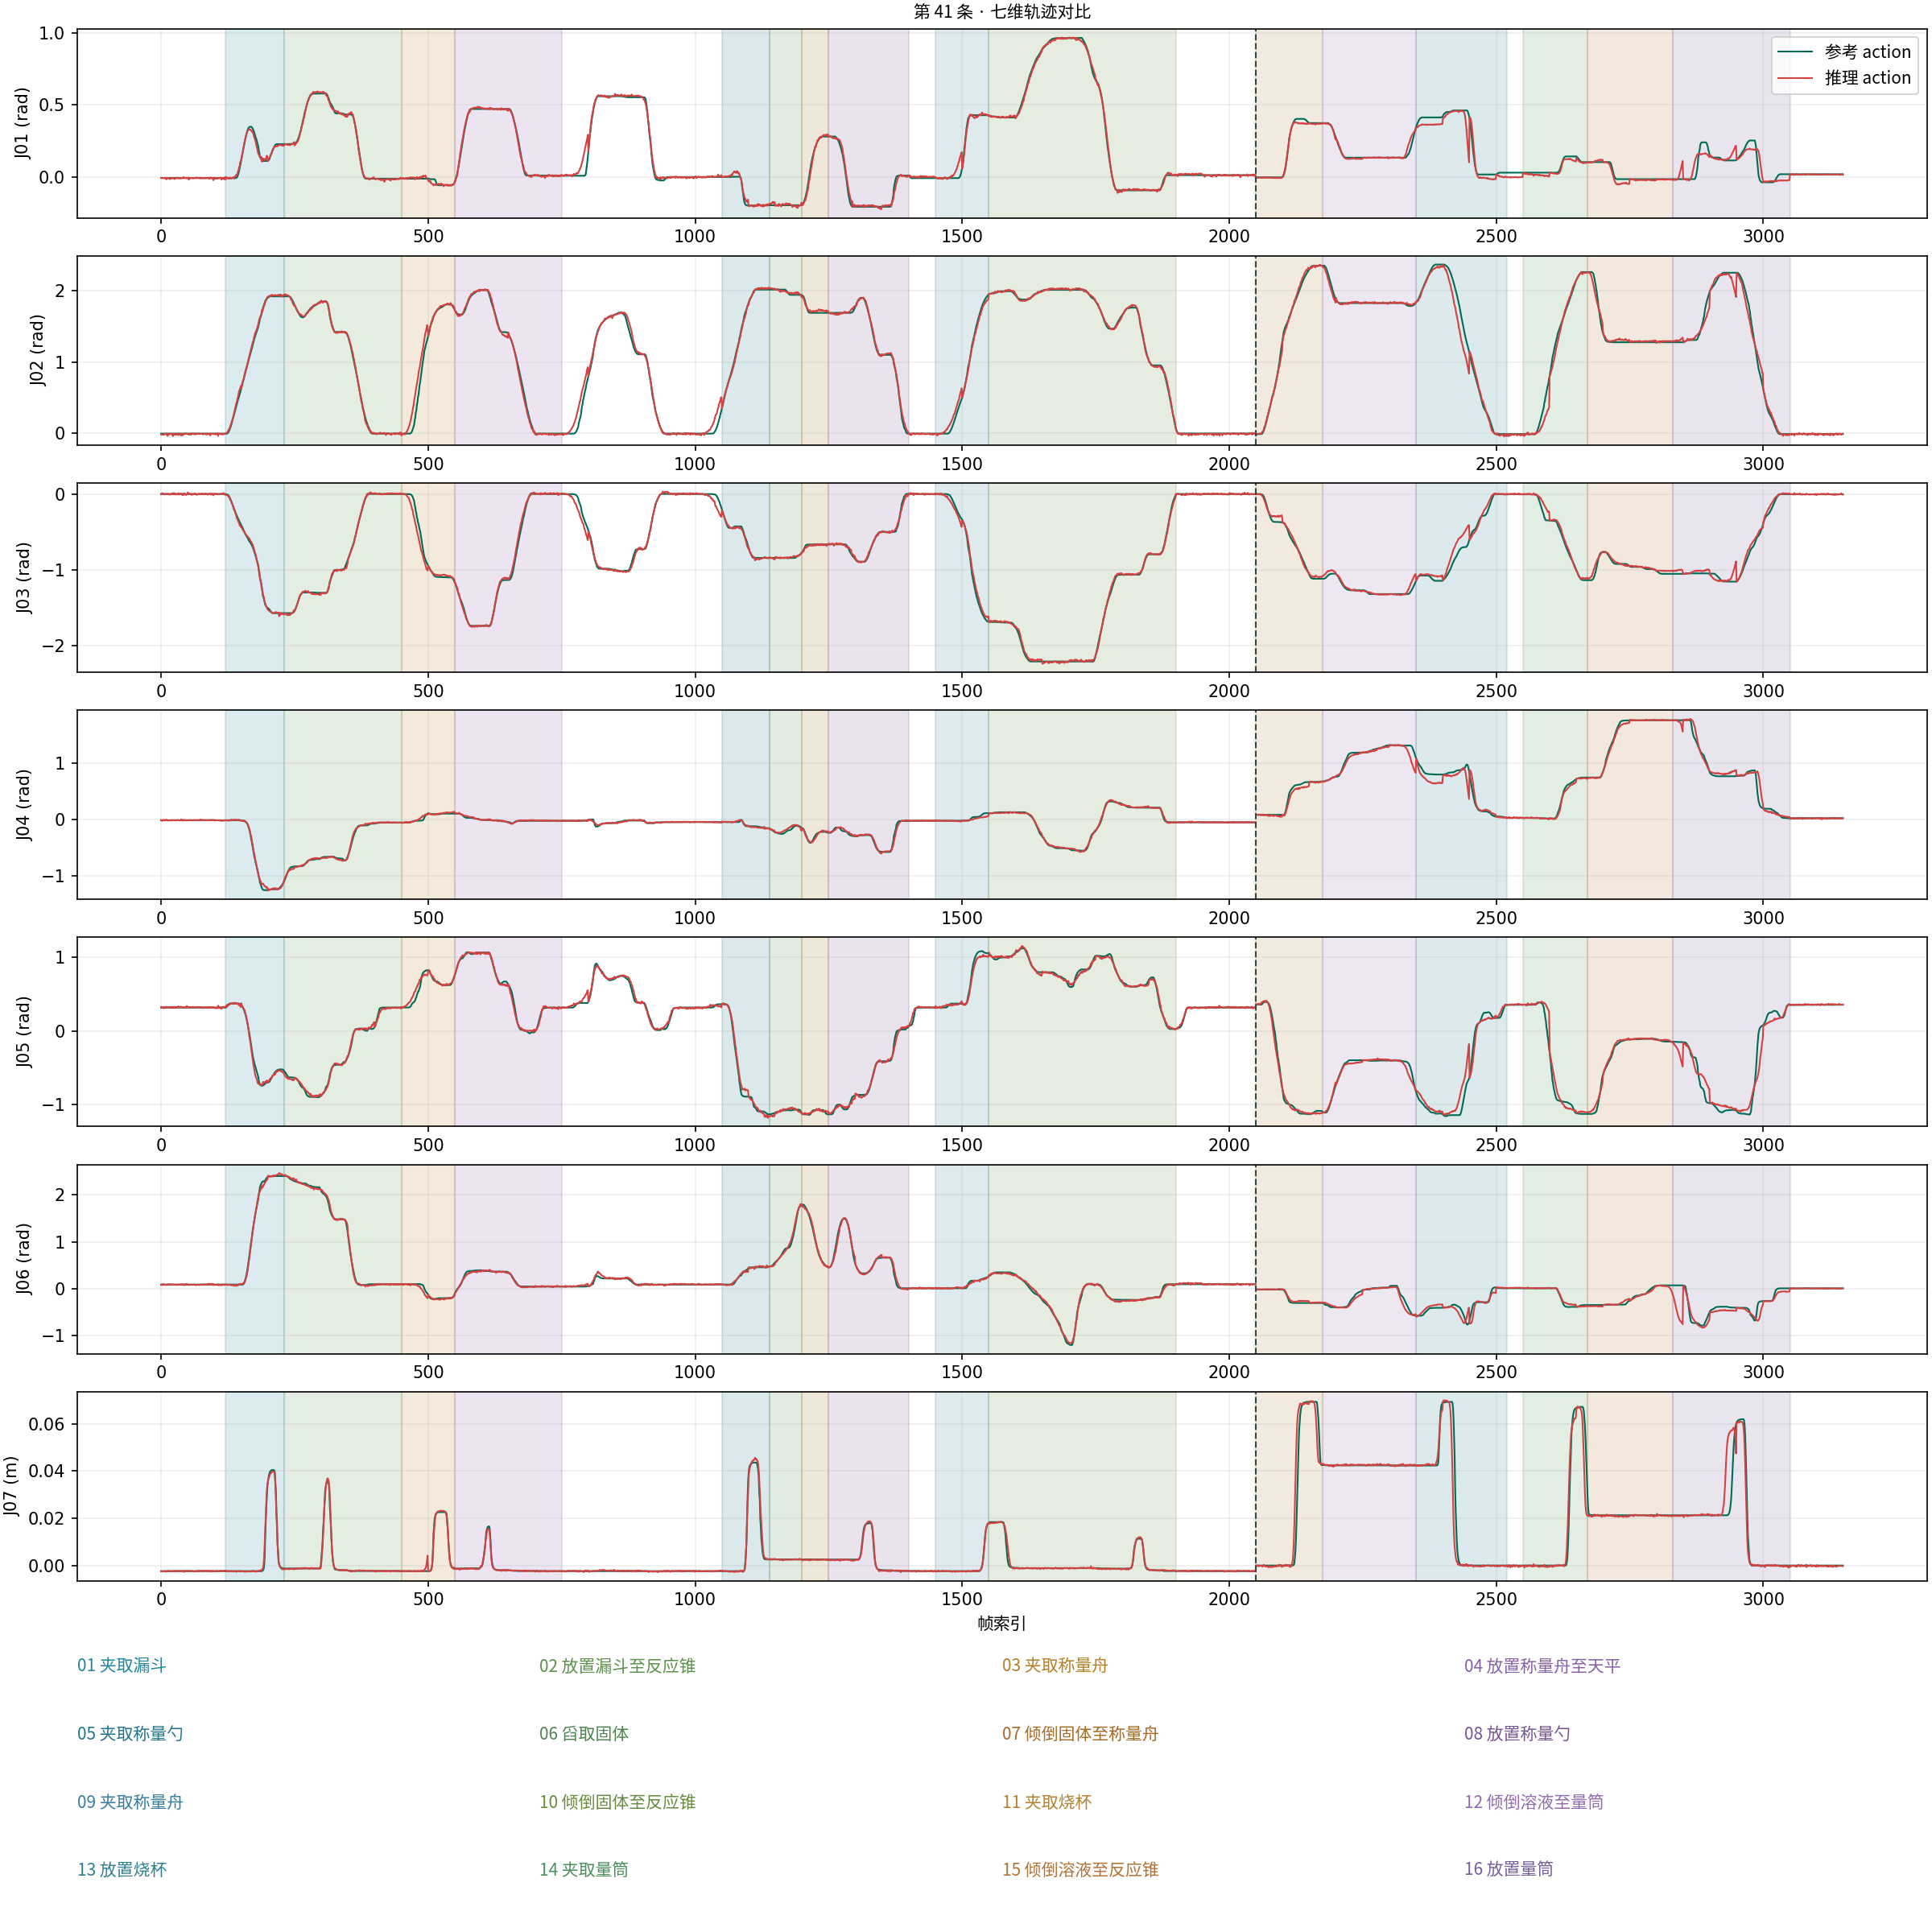 第 41 条 · 七维轨迹对比
参考 action
推理 action
J01 (rad)
1.0
0.5
0.0
0 500 1000 1500 2000 2500 3000
J02 (rad)
2
1
0
0 500 1000 1500 2000 2500 3000
J03 (rad)
0
−1
−2
0 500 1000 1500 2000 2500 3000
J04 (rad)
1
0
−1
0 500 1000 1500 2000 2500 3000
J05 (rad)
1
0
−1
0 500 1000 1500 2000 2500 3000
J06 (rad)
2
1
0
−1
0 500 1000 1500 2000 2500 3000
J07 (m)
0.06
0.04
0.02
0.00
0 500 1000 1500 2000 2500 3000
帧索引
01 夹取漏斗 02 放置漏斗至反应锥 03 夹取称量舟 04 放置称量舟至天平
05 夹取称量勺 06 舀取固体 07 倾倒固体至称量舟 08 放置称量勺
09 夹取称量舟 10 倾倒固体至反应锥 11 夹取烧杯 12 倾倒溶液至量筒
13 放置烧杯 14 夹取量筒 15 倾倒溶液至反应锥 16 放置量筒